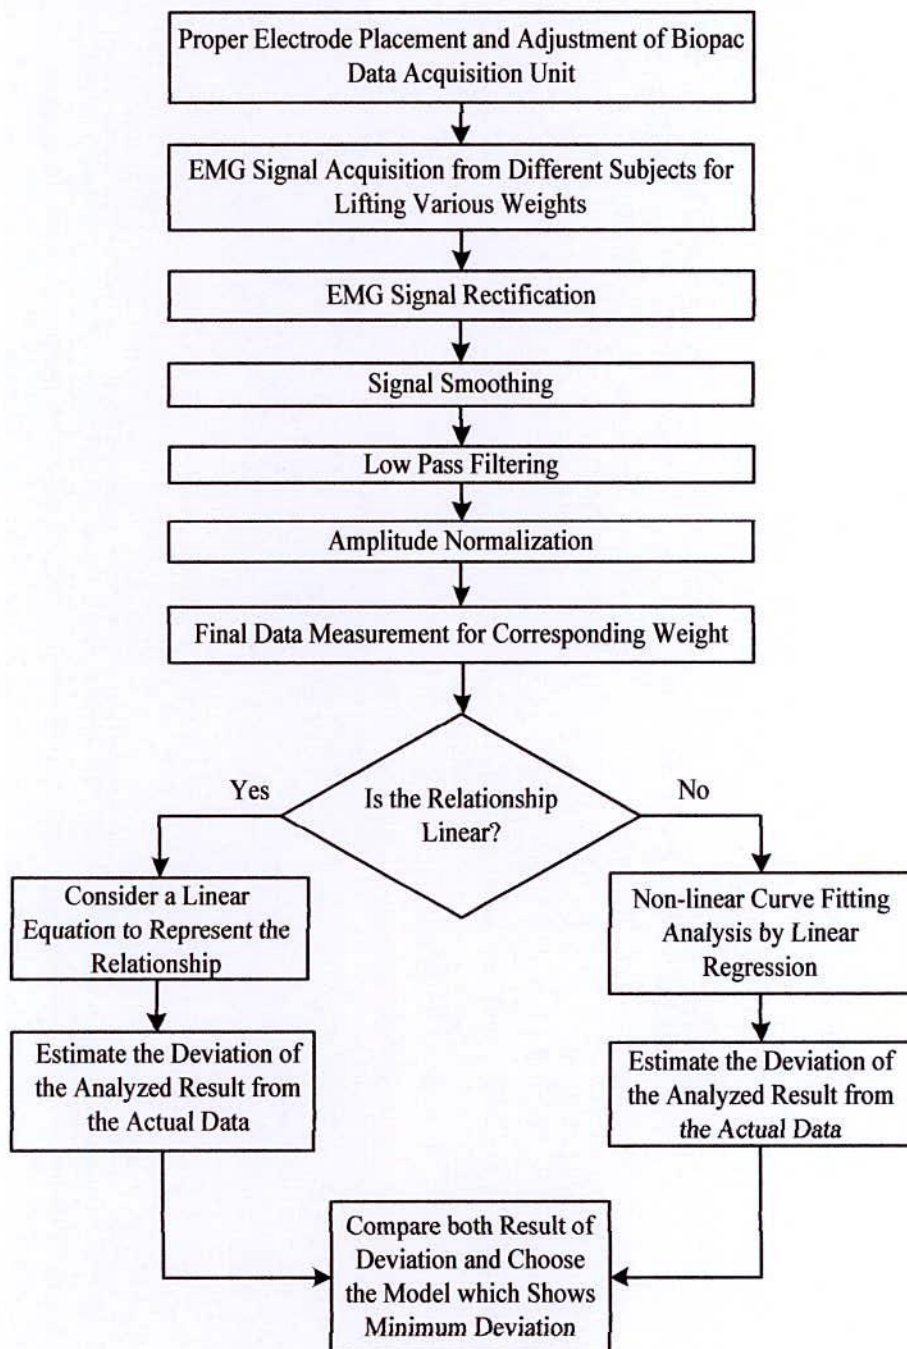 Proper Electrode Placement and Adjustment of Biopac
Data Acquisition Unit
EMG Signal Acquisition from Different Subjects for
Lifting Various Weights
EMG Signal Rectification
Signal Smoothing
Low Pass Filtering
Amplitude Normalization
Final Data Measurement for Corresponding Weight
Is the Relationship
Linear?
Yes
No
Consider a Linear
Equation to Represent the
Relationship
Estimate the Deviation of
the Analyzed Result from
the Actual Data
Non-linear Curve Fitting
Analysis by Linear
Regression
Estimate the Deviation of
the Analyzed Result from
the Actual Data
Compare both Result of
Deviation and Choose
the Model which Shows
Minimum Deviation